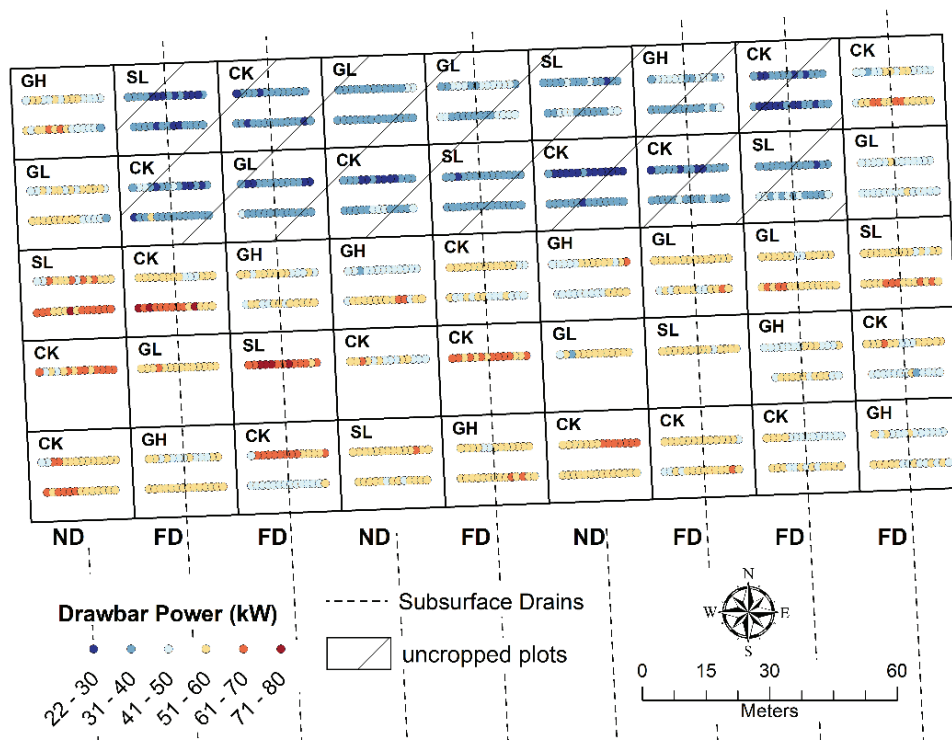 GH SL CK GL GL SL GH CK CK
GL CK GL CK SL CK CK SL GL
SL CK GH GH CK GH GL GL SL
CK GL SL CK CK GL SL GH CK
CK GH CK SL GH CK CK CK GH
ND FD FD ND FD ND FD FD FD
Drawbar Power (kW)
22 - 30
31 - 40
41 - 50
51 - 60
61 - 70
71 - 80
Subsurface Drains
uncropped plots
N
W E
S
0 15 30 60
Meters